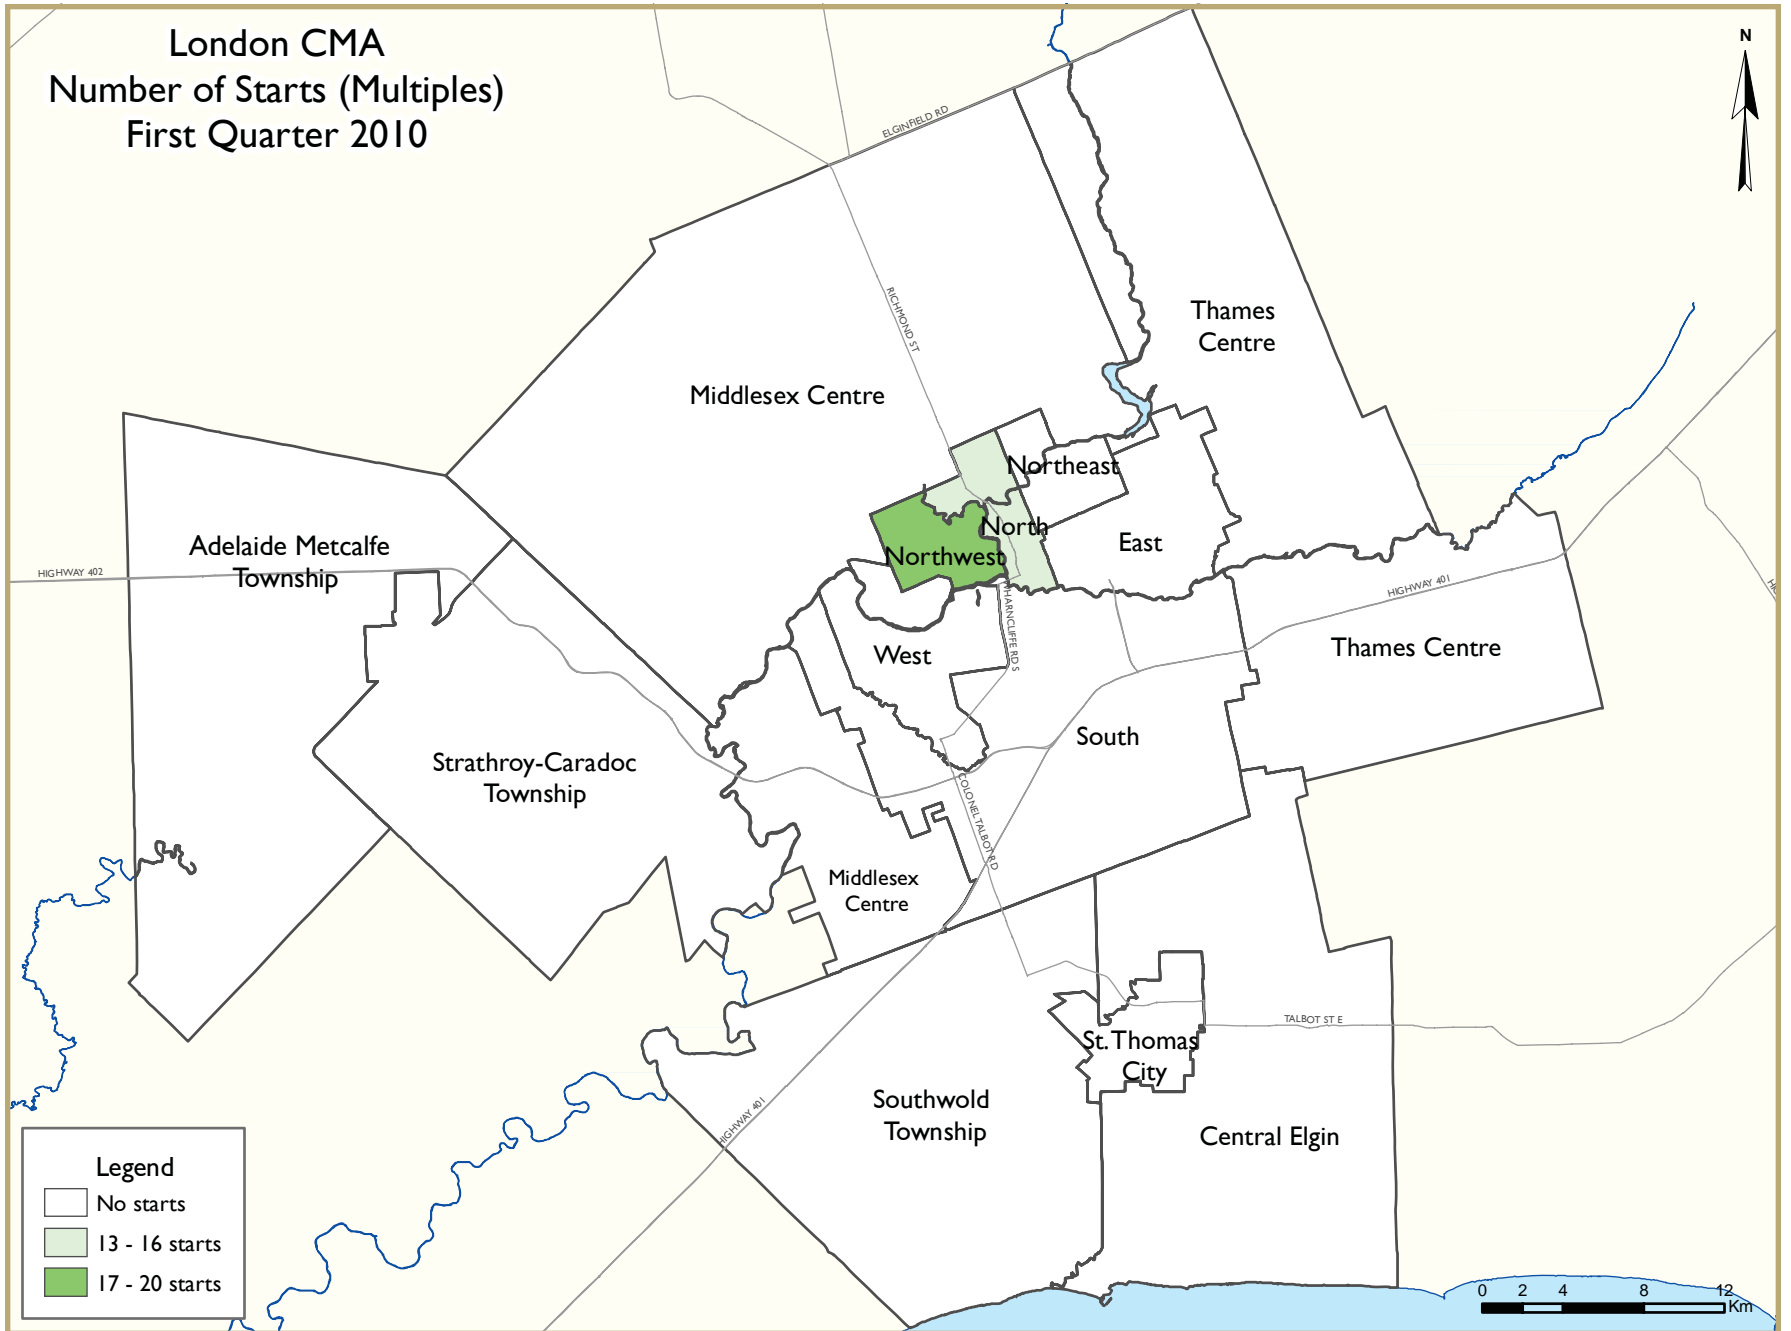 London CMA
Number of Starts (Multiples)
First Quarter 2010
N
ELGINFIELD RD
RICHMOND ST
Thames
Centre
Middlesex Centre
Northeast
North
East
Northwest
Adelaide Metcalfe
Township
HIGHWAY 402
HIGHWAY 401
WHARNCLIFFE RD S
West
Thames Centre
South
Strathroy-Caradoc
Township
COLONEL TALBOT RD
Middlesex
Centre
TALBOT ST E
St. Thomas
City
Southwold
Township
HIGHWAY 401
Central Elgin
Legend
No starts
13 - 16 starts
17 - 20 starts
0 2 4 8 12
Km